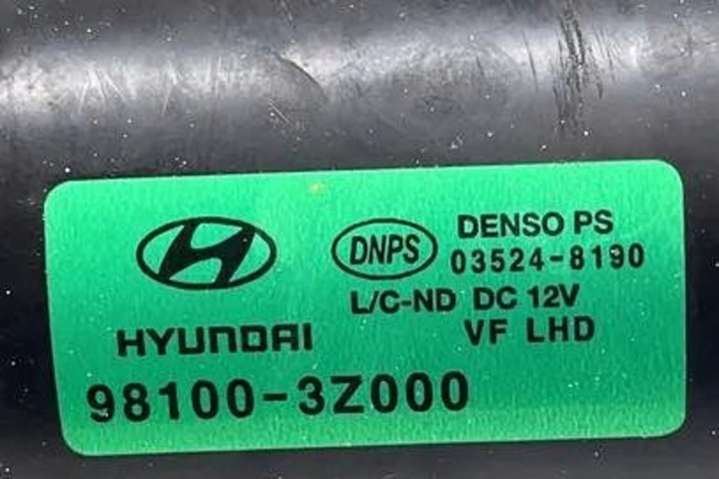 DNPS
DENSO PS
03524-8190
L/C-ND DC 12V
VF LHD
HYUNDAI
98100-3Z000